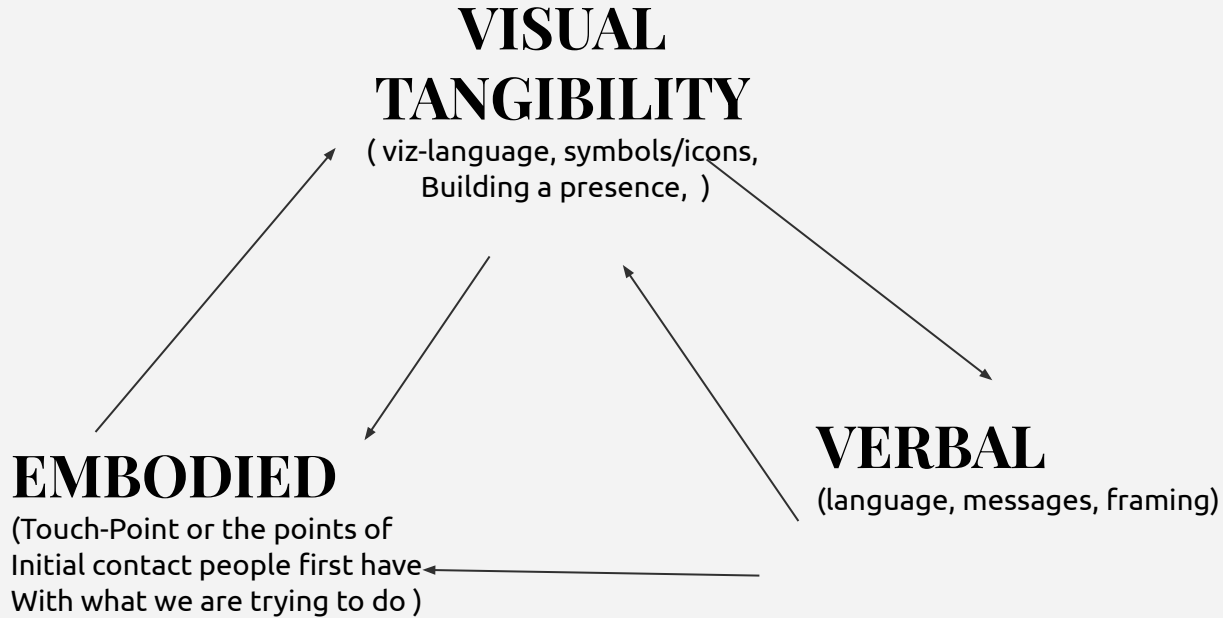 VISUAL
TANGIBILITY
( viz-language, symbols/icons,
Building a presence, )
EMBODIED
(Touch-Point or the points of
Initial contact people first have
With what we are trying to do )
VERBAL
(language, messages, framing)